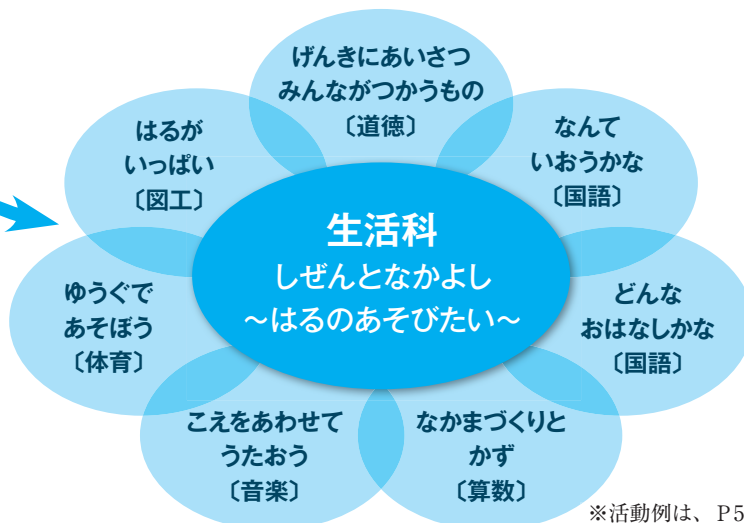 げんきにあいさつ
みんながつかうもの
〔道徳〕
はるが
いっぱい
〔図工〕
なんて
いおうかな
〔国語〕
生活科
しぜんとなかよし
～はるのあそびたい～
ゆうぐで
あそぼう
〔体育〕
どんな
おはなしかな
〔国語〕
こえをあわせて
うたおう
〔音楽〕
なかまづくりと
かず
〔算数〕
※活動例は、P5